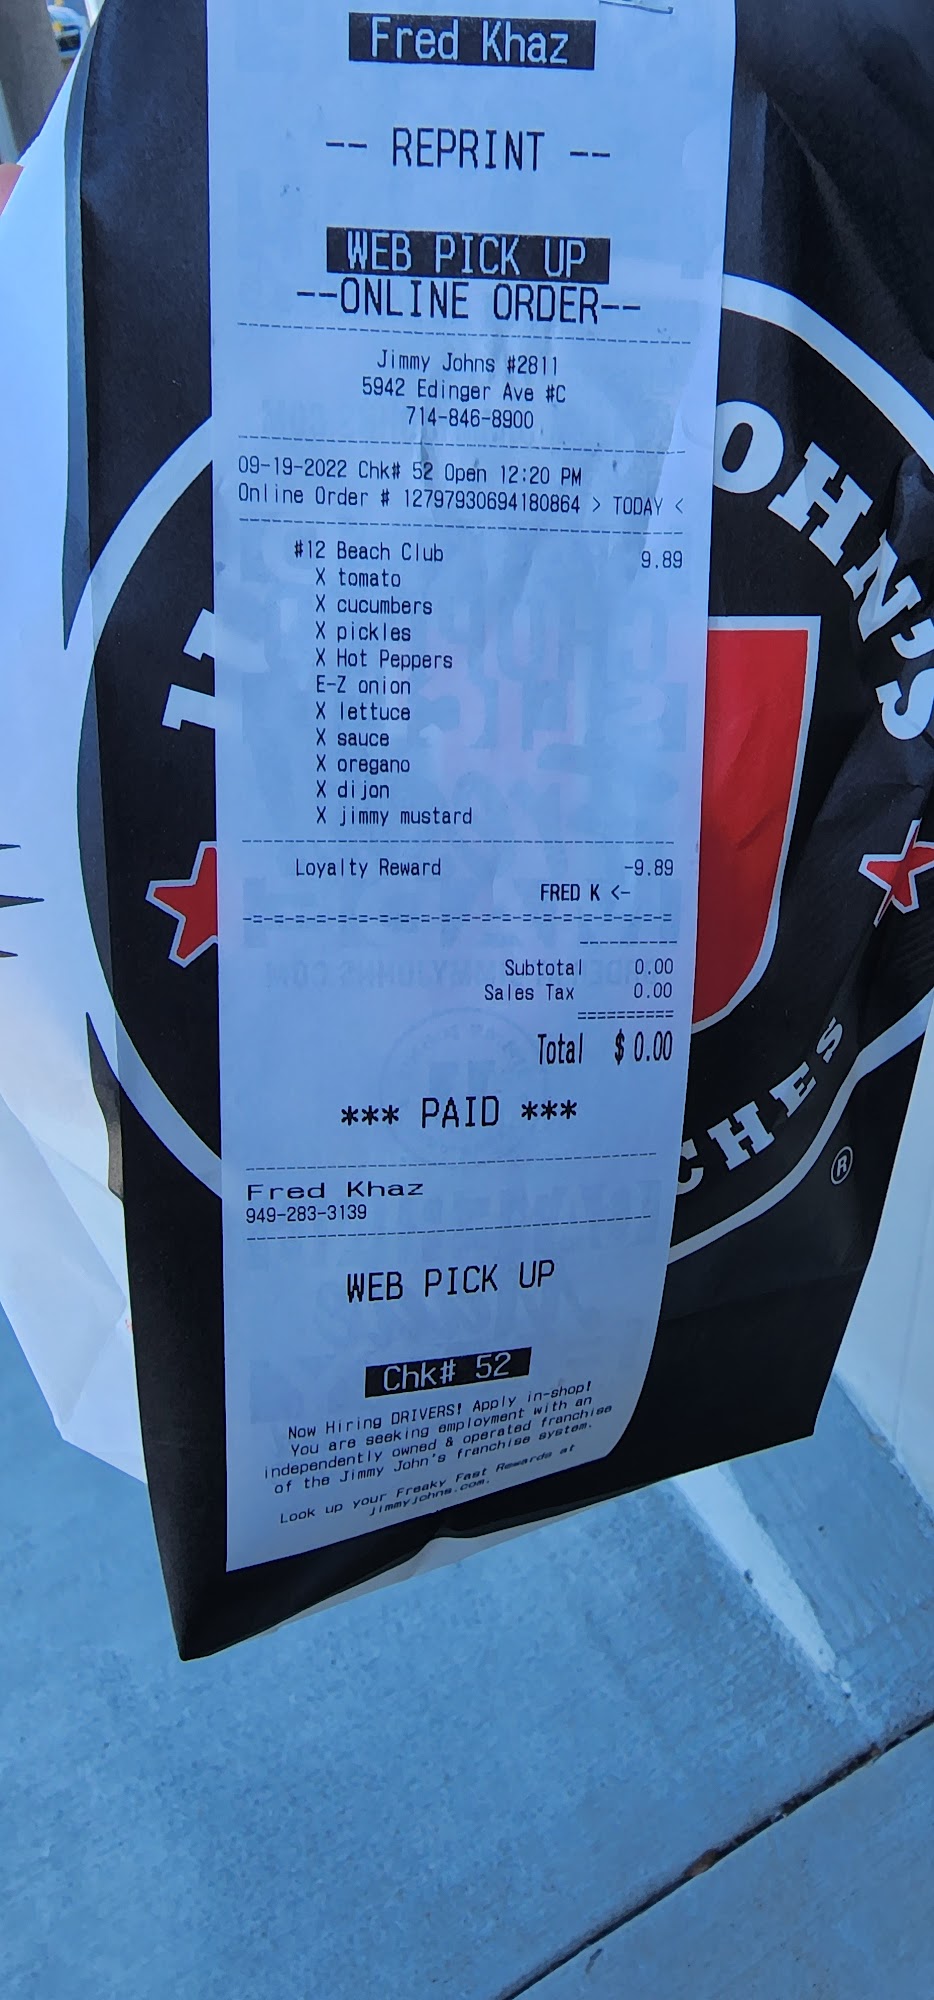 Fred Khaz
-- REPRINT --
WEB PICK UP
--ONLINE ORDER--
Jimmy Johns #2811
5942 Edinger Ave #C
714-846-8900
09-19-2022 Chk# 52 Open 12:20 PM
Online Order # 127979306941​80864 > TODAY <
#12 Beach Club 9.89
X tomato
X cucumbers
X pickles
X Hot Peppers
E-Z onion
X lettuce
X sauce
X oregano
X dijon
X jimmy mustard
Loyalty Reward -9.89
FRED K <-
Subtotal 0.00
Sales Tax 0.00
Total $ 0.00
*** PAID ***
Fred Khaz
949-283-3139
WEB PICK UP
Chk# 52
Now Hiring DRIVERS! Apply in-shop!
You are seeking employment with an
independently owned & operated franchise
of the Jimmy John's franchise system.
Look up your Freaky Fast Rewards at
jimmyjohns.com.
OHN'S
CHES
®